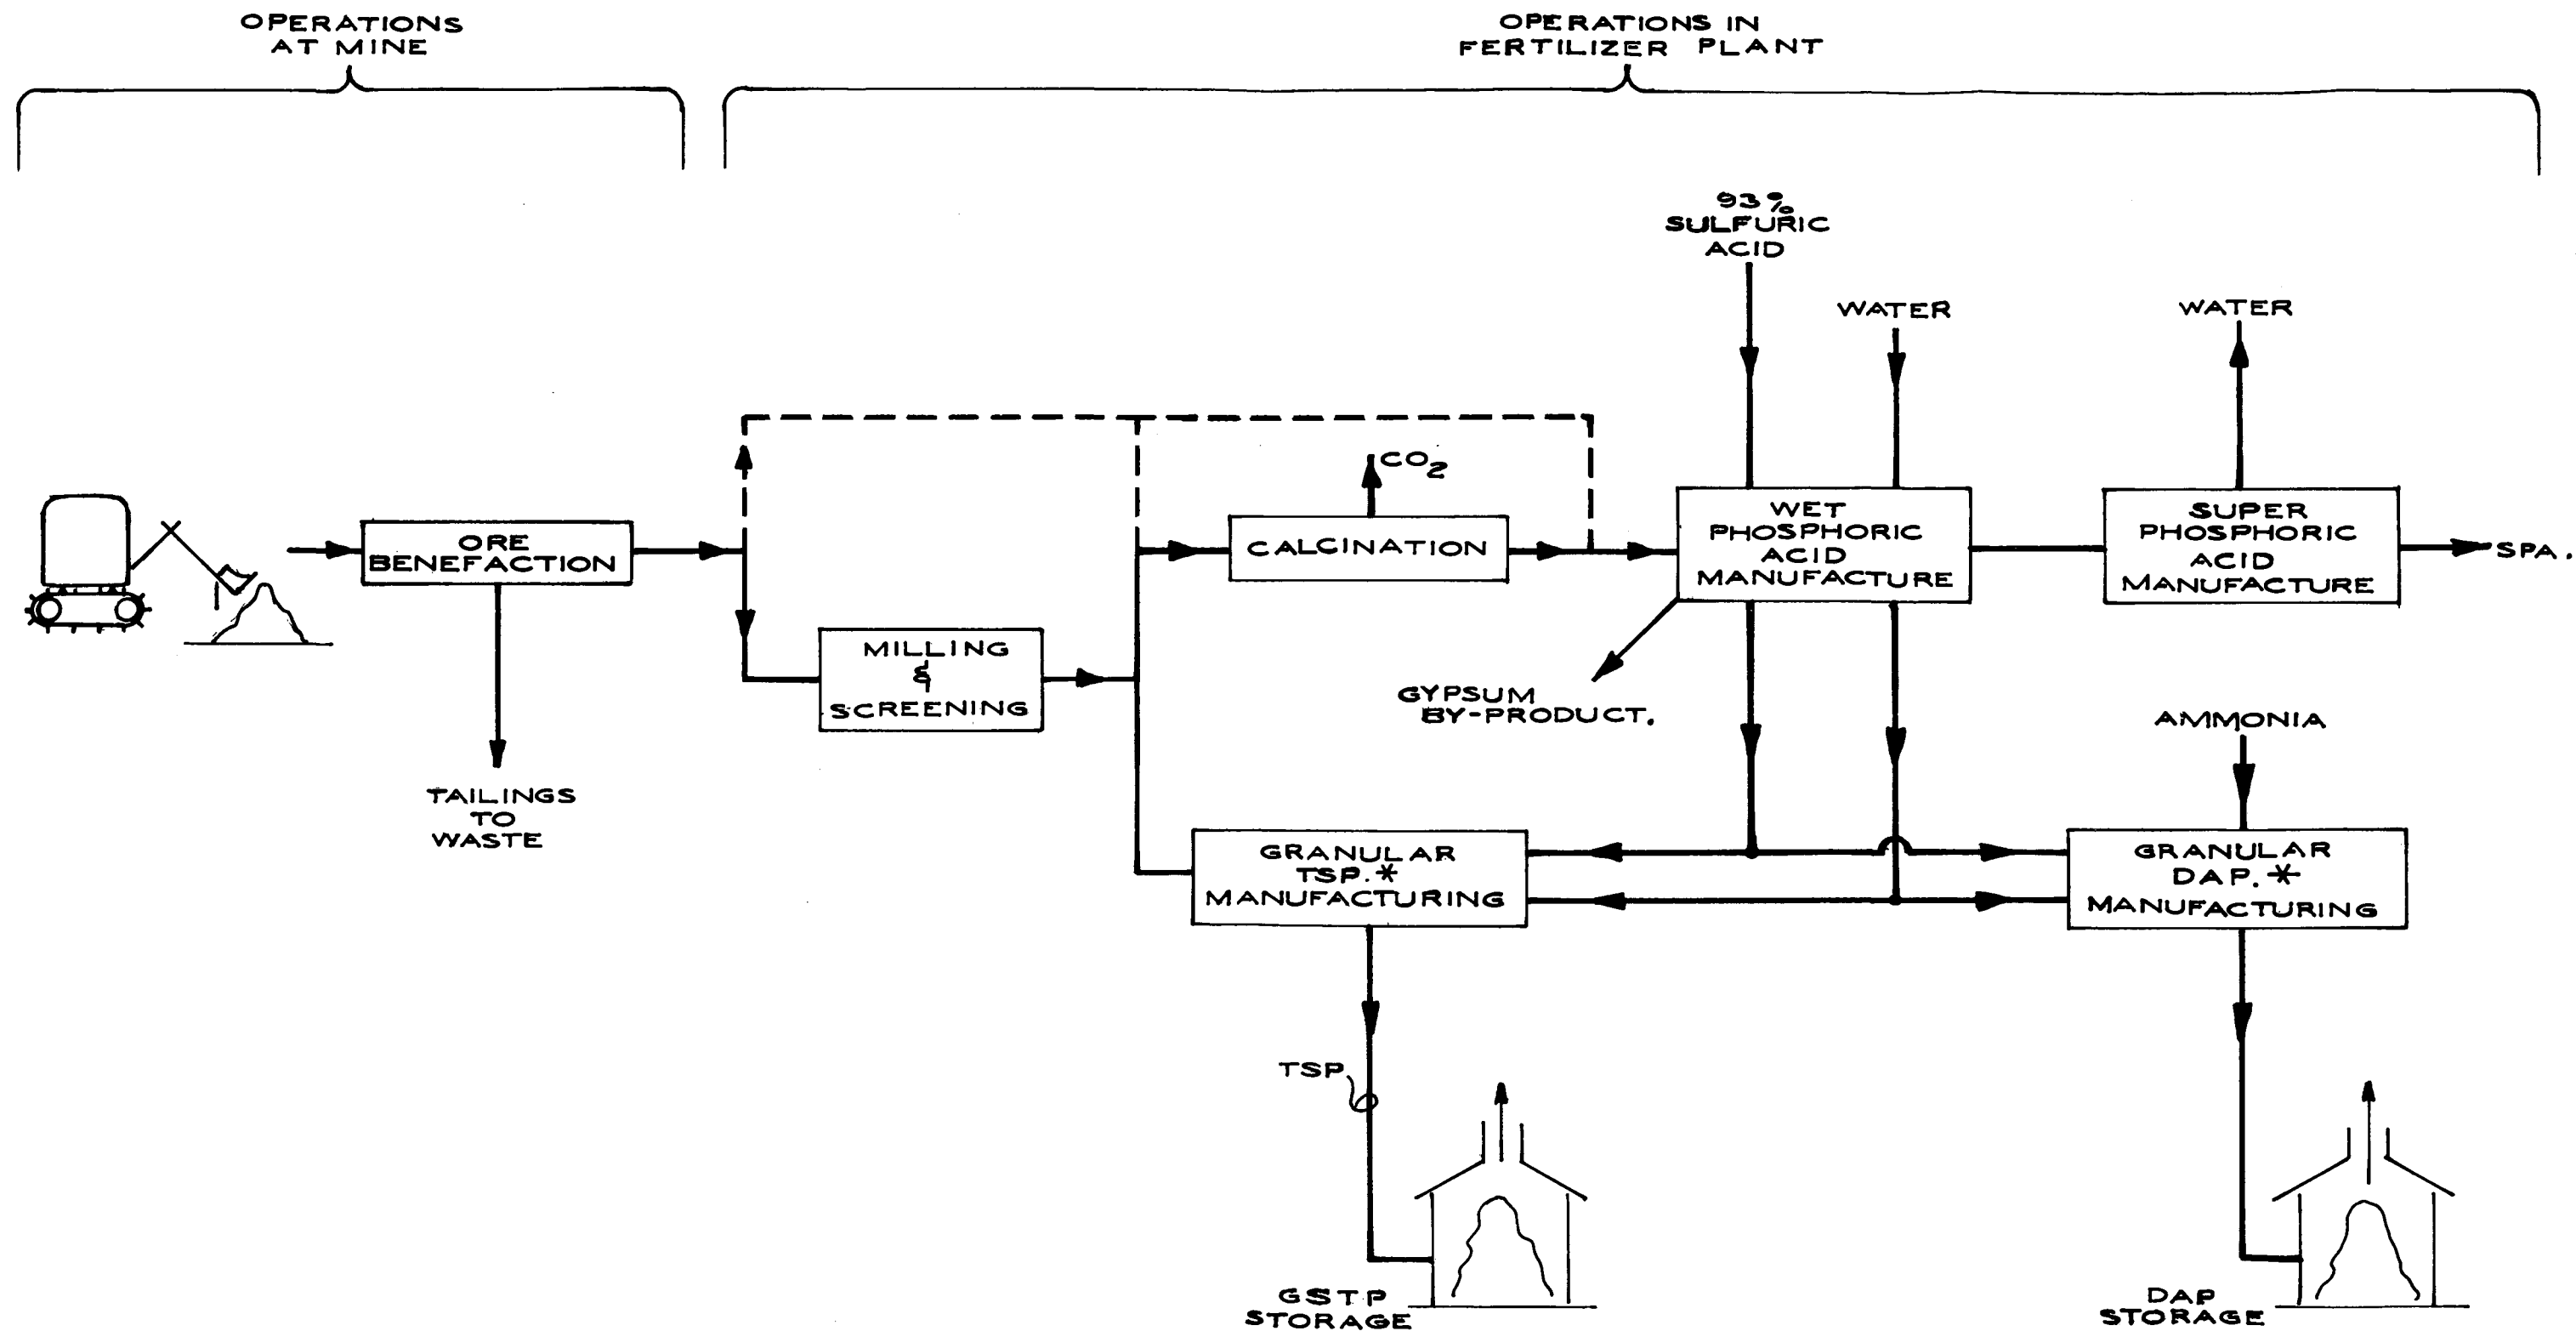 OPERATIONS
AT MINE
OPERATIONS IN
FERTILIZER PLANT
93%
SULFURIC
ACID
WATER
WATER
CO2
ORE
BENEFACTION
CALCINATION
WET
PHOSPHORIC
ACID
MANUFACTURE
SUPER
PHOSPHORIC
ACID
MANUFACTURE
SPA.
MILLING
&
SCREENING
GYPSUM
BY-PRODUCT.
AMMONIA
TAILINGS
TO
WASTE
GRANULAR
TSP.*
MANUFACTURING
GRANULAR
DAP.*
MANUFACTURING
TSP
GSTP
STORAGE
DAP
STORAGE